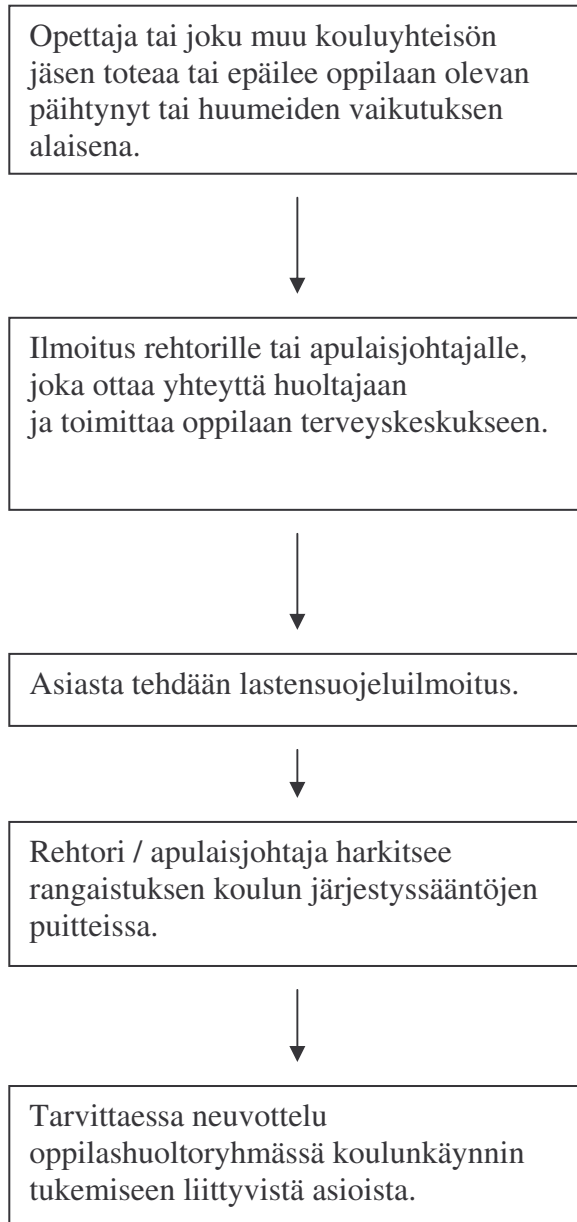 Opettaja tai joku muu kouluyhteisön
jäsen toteaa tai epäilee oppilaan olevan
päihtynyt tai huumeiden vaikutuksen
alaisena.
Ilmoitus rehtorille tai apulaisjohtajalle,
joka ottaa yhteyttä huoltajaan
ja toimittaa oppilaan terveyskeskukseen.
Asiasta tehdään lastensuojeluilmoitus.
Rehtori / apulaisjohtaja harkitsee
rangaistuksen koulun järjestyssääntöjen
puitteissa.
Tarvittaessa neuvottelu
oppilashuoltoryhmässä koulunkäynnin
tukemiseen liittyvistä asioista.